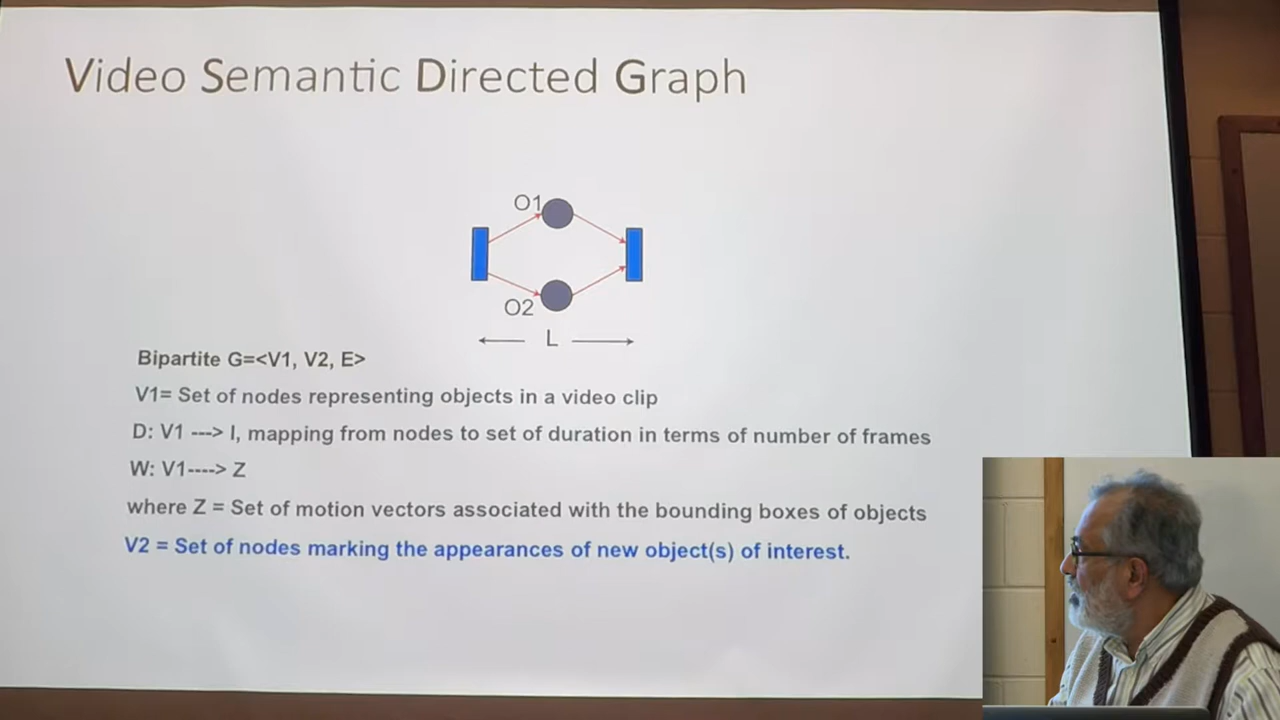 Video Semantic Directed Graph
O1
O2
L
Bipartite G=<V1, V2, E>
V1= Set of nodes representing objects in a video clip
D: V1 ---> I, mapping from nodes to set of duration in terms of number of frames
W: V1----> Z
where Z = Set of motion vectors associated with the bounding boxes of objects
V2 = Set of nodes marking the appearances of new object(s) of interest.